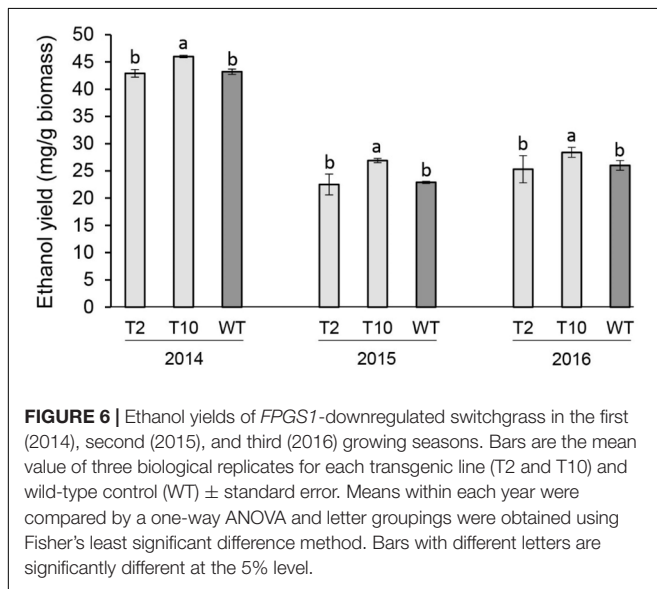 Ethanol yield (mg/g biomass)
50
45
40
35
30
25
20
15
10
5
0
b a b
b a b
b a b
T2 T10 WT T2 T10 WT T2 T10 WT
2014 2015 2016
FIGURE 6 | Ethanol yields of FPGS1-downregulated switchgrass in the first
(2014), second (2015), and third (2016) growing seasons. Bars are the mean
value of three biological replicates for each transgenic line (T2 and T10) and
wild-type control (WT) ± standard error. Means within each year were
compared by a one-way ANOVA and letter groupings were obtained using
Fisher's least significant difference method. Bars with different letters are
significantly different at the 5% level.